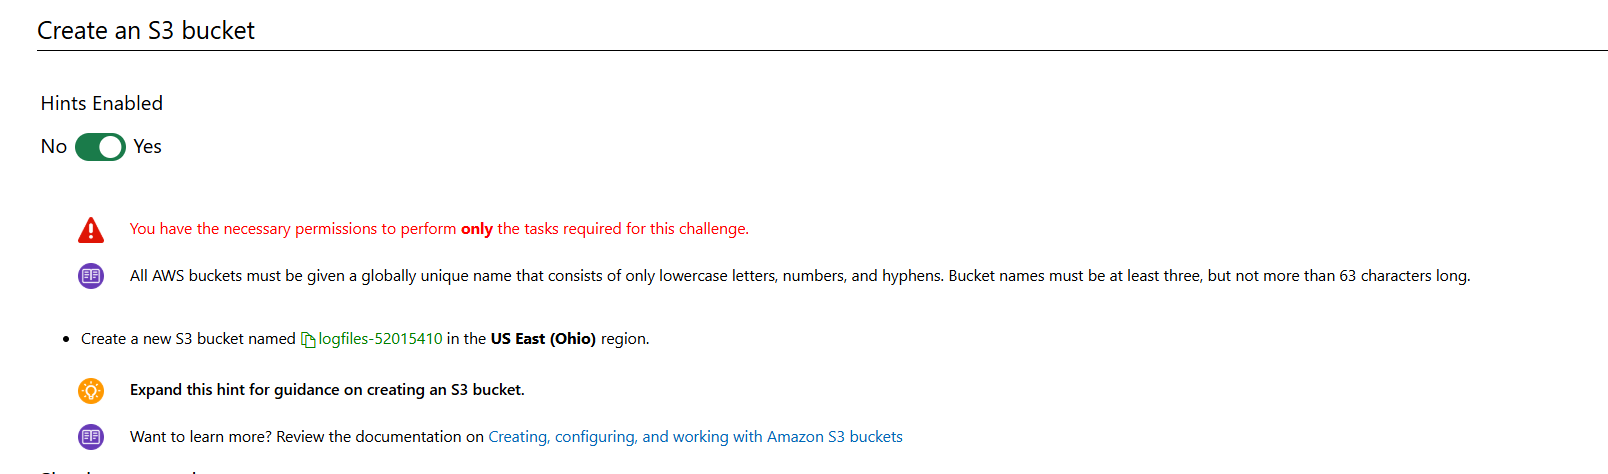 Create an S3 bucket
Hints Enabled
No Yes
You have the necessary permissions to perform only the tasks required for this challenge.
All AWS buckets must be given a globally unique name that consists of only lowercase letters, numbers, and hyphens. Bucket names must be at least three, but not more than 63 characters long.
Create a new S3 bucket named logfiles-52015410 in the US East (Ohio) region.
Expand this hint for guidance on creating an S3 bucket.
Want to learn more? Review the documentation on Creating, configuring, and working with Amazon S3 buckets